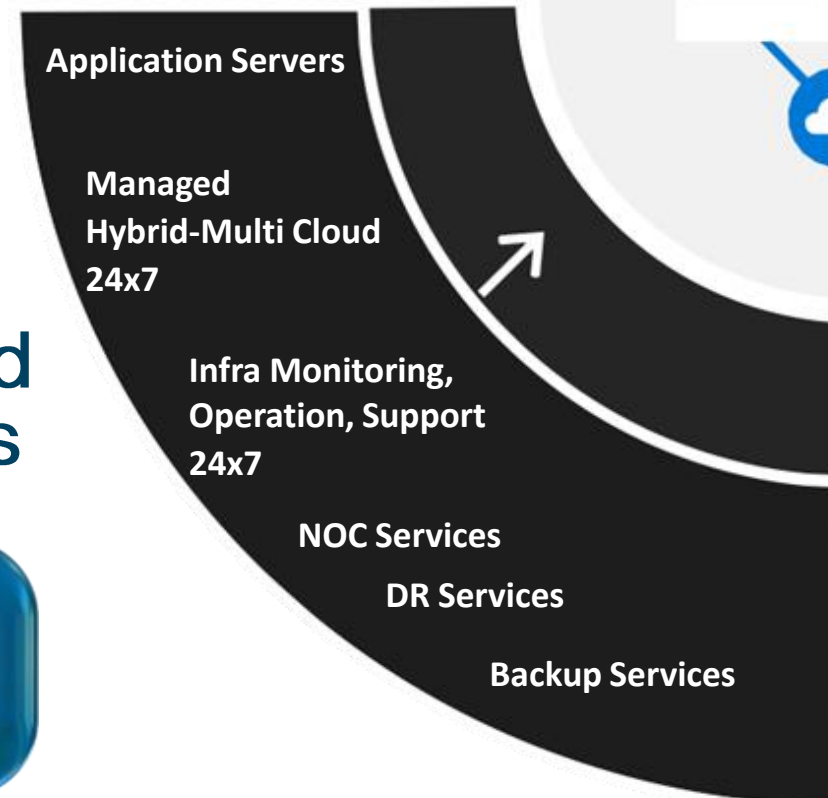 Application Servers
Managed
Hybrid-Multi Cloud
24x7
Infra Monitoring,
Operation, Support
24x7
NOC Services
DR Services
Backup Services